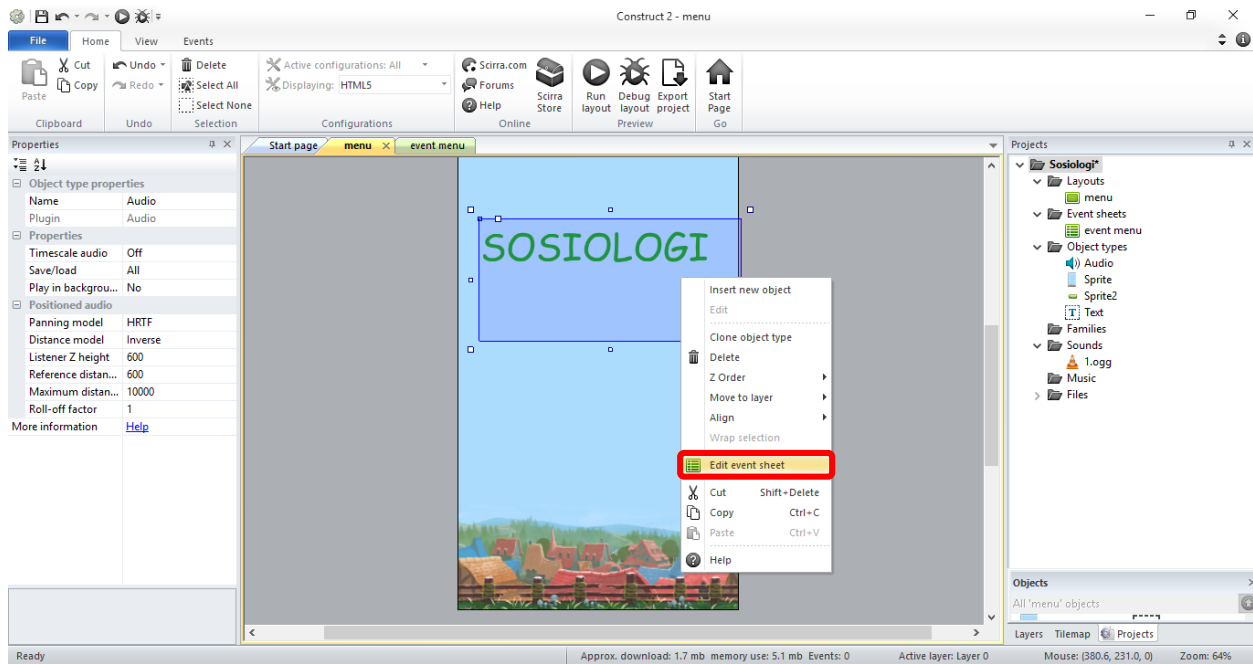 Construct 2 - menu
File Home View Events
Paste
Cut
Copy
Clipboard
Undo
Redo
Undo
Delete
Select All
Select None
Selection
Active configurations: All
Displaying: HTML5
Configurations
Scirra.com
Forums
Help
Scirra Store
Online
Run layout
Debug layout
Export project
Preview
Start Page
Go
Properties
Object type properties
Name Audio
Plugin Audio
Properties
Timescale audio Off
Save/load All
Play in backgrou... No
Positioned audio
Panning model HRTF
Distance model Inverse
Listener Z height 600
Reference distan... 600
Maximum distan... 10000
Roll-off factor 1
More information Help
Start page menu event menu
SOSIOLOGI
Insert new object
Edit
Clone object type
Delete
Z Order
Move to layer
Align
Wrap selection
Edit event sheet
Cut Shift+Delete
Copy Ctrl+C
Paste Ctrl+V
Help
Projects
Sosiologi*
Layouts
menu
Event sheets
event menu
Object types
Audio
Sprite
Sprite2
T Text
Families
Sounds
1.ogg
Music
Files
Objects
All 'menu' objects
Layers Tilemap Projects
Ready Approx. download: 1.7 mb memory use: 5.1 mb Events: 0 Active layer: Layer 0 Mouse: (380.6, 231.0, 0) Zoom: 64%